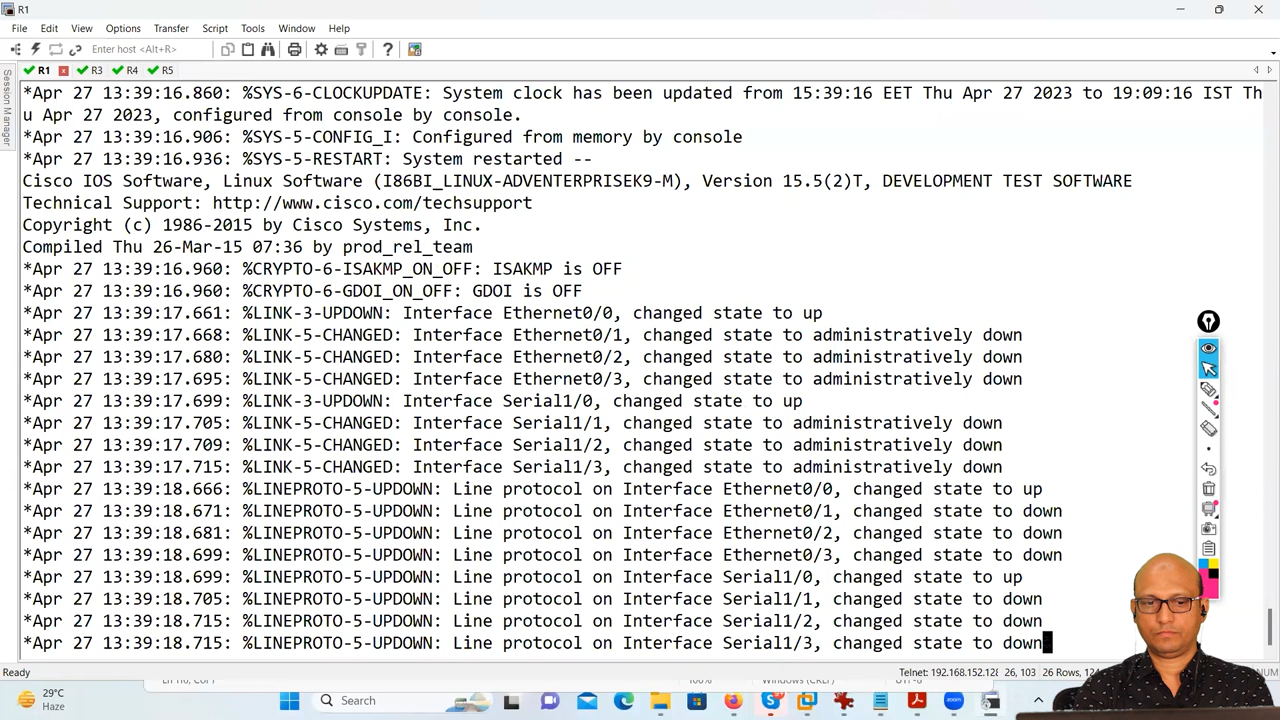 R1
File Edit View Options Transfer Script Tools Window Help
Enter host <Alt+R>
R1 R3 R4 R5
Session Manager
*Apr 27 13:39:16.860: %SYS-6-CLOCKUPDATE: System clock has been updated from 15:39:16 EET Thu Apr 27 2023 to 19:09:16 IST Th
u Apr 27 2023, configured from console by console.
*Apr 27 13:39:16.906: %SYS-5-CONFIG_I: Configured from memory by console
*Apr 27 13:39:16.936: %SYS-5-RESTART: System restarted --
Cisco IOS Software, Linux Software (I86BI_LINUX-ADVENTERPRISEK9-M), Version 15.5(2)T, DEVELOPMENT TEST SOFTWARE
Technical Support: http://www.cisco.com/techsupport
Copyright (c) 1986-2015 by Cisco Systems, Inc.
Compiled Thu 26-Mar-15 07:36 by prod_rel_team
*Apr 27 13:39:16.960: %CRYPTO-6-ISAKMP_ON_OFF: ISAKMP is OFF
*Apr 27 13:39:16.960: %CRYPTO-6-GDOI_ON_OFF: GDOI is OFF
*Apr 27 13:39:17.661: %LINK-3-UPDOWN: Interface Ethernet0/0, changed state to up
*Apr 27 13:39:17.668: %LINK-5-CHANGED: Interface Ethernet0/1, changed state to administratively down
*Apr 27 13:39:17.680: %LINK-5-CHANGED: Interface Ethernet0/2, changed state to administratively down
*Apr 27 13:39:17.695: %LINK-5-CHANGED: Interface Ethernet0/3, changed state to administratively down
*Apr 27 13:39:17.699: %LINK-3-UPDOWN: Interface Serial1/0, changed state to up
*Apr 27 13:39:17.705: %LINK-5-CHANGED: Interface Serial1/1, changed state to administratively down
*Apr 27 13:39:17.709: %LINK-5-CHANGED: Interface Serial1/2, changed state to administratively down
*Apr 27 13:39:17.715: %LINK-5-CHANGED: Interface Serial1/3, changed state to administratively down
*Apr 27 13:39:18.666: %LINEPROTO-5-UPDOWN: Line protocol on Interface Ethernet0/0, changed state to up
*Apr 27 13:39:18.671: %LINEPROTO-5-UPDOWN: Line protocol on Interface Ethernet0/1, changed state to down
*Apr 27 13:39:18.681: %LINEPROTO-5-UPDOWN: Line protocol on Interface Ethernet0/2, changed state to down
*Apr 27 13:39:18.699: %LINEPROTO-5-UPDOWN: Line protocol on Interface Ethernet0/3, changed state to down
*Apr 27 13:39:18.699: %LINEPROTO-5-UPDOWN: Line protocol on Interface Serial1/0, changed state to up
*Apr 27 13:39:18.705: %LINEPROTO-5-UPDOWN: Line protocol on Interface Serial1/1, changed state to down
*Apr 27 13:39:18.715: %LINEPROTO-5-UPDOWN: Line protocol on Interface Serial1/2, changed state to down
*Apr 27 13:39:18.715: %LINEPROTO-5-UPDOWN: Line protocol on Interface Serial1/3, changed state to down
Ready Telnet: 192.168.152.128 26, 103 26 Rows, 124 NUM
29°C
Haze
Search